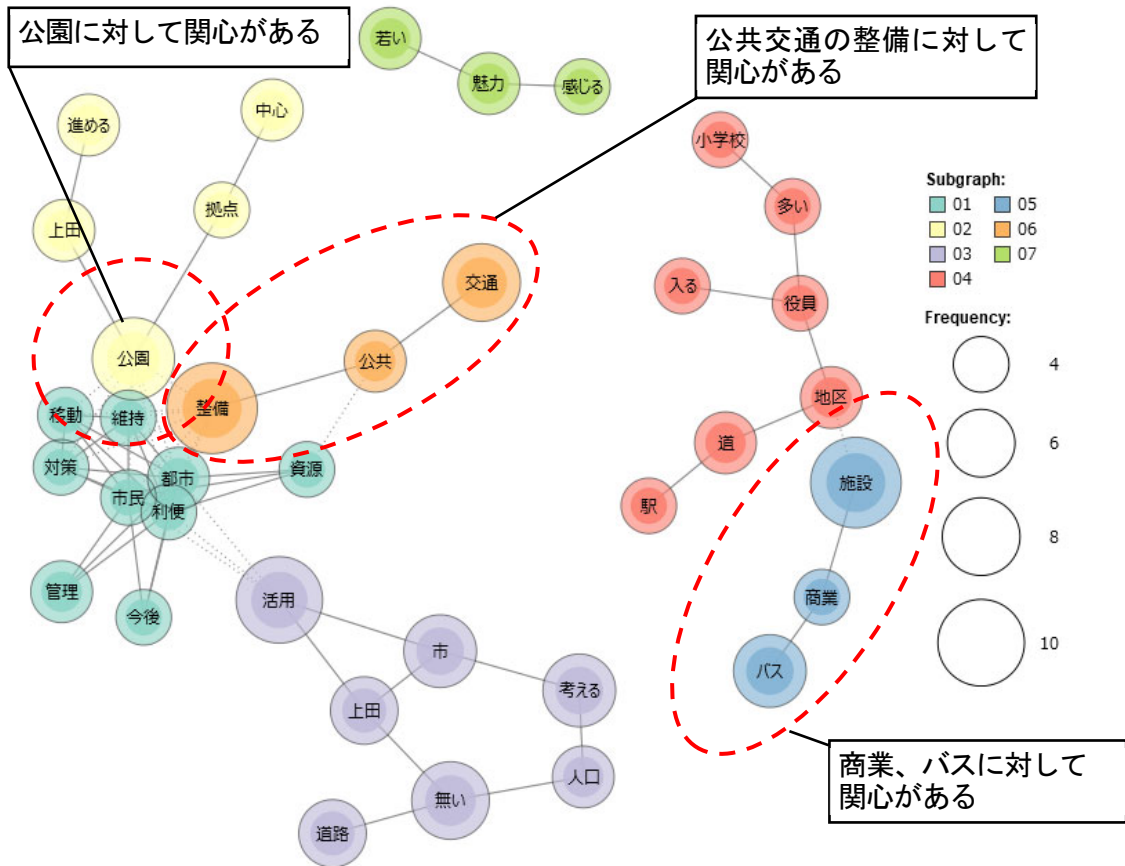 公園に対して関心がある
公共交通の整備に対して
関心がある
若い
魅力
感じる
進める
中心
拠点
上田
公園
交通
公共
整備
移動
維持
対策
都市
資源
市民
利便
管理
今後
活用
市
上田
考える
人口
無い
道路
小学校
多い
入る
役員
地区
道
駅
施設
商業
バス
Subgraph:
01 05
02 06
03 07
04
Frequency:
4
6
8
10
商業、バスに対して
関心がある